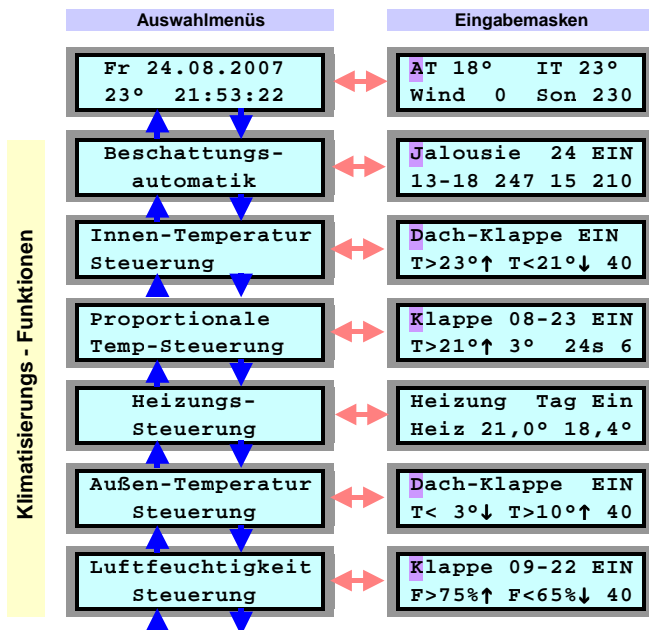 Auswahlmenüs
Eingabemasken
Fr 24.08.2007
23° 21:53:22
AT 18° IT 23°
Wind 0 Son 230
Klimatisierungs - Funktionen
Beschattungs-
automatik
Jalousie 24 EIN
13-18 247 15 210
Innen-Temperatur
Steuerung
Dach-Klappe EIN
T>23°↑ T<21°↓ 40
Proportionale
Temp-Steuerung
Klappe 08-23 EIN
T>21°↑ 3° 24s 6
Heizungs-
Steuerung
Heizung Tag Ein
Heiz 21,0° 18,4°
Außen-Temperatur
Steuerung
Dach-Klappe EIN
T< 3°↓ T>10°↑ 40
Luftfeuchtigkeit
Steuerung
Klappe 09-22 EIN
F>75%↑ F<65%↓ 40